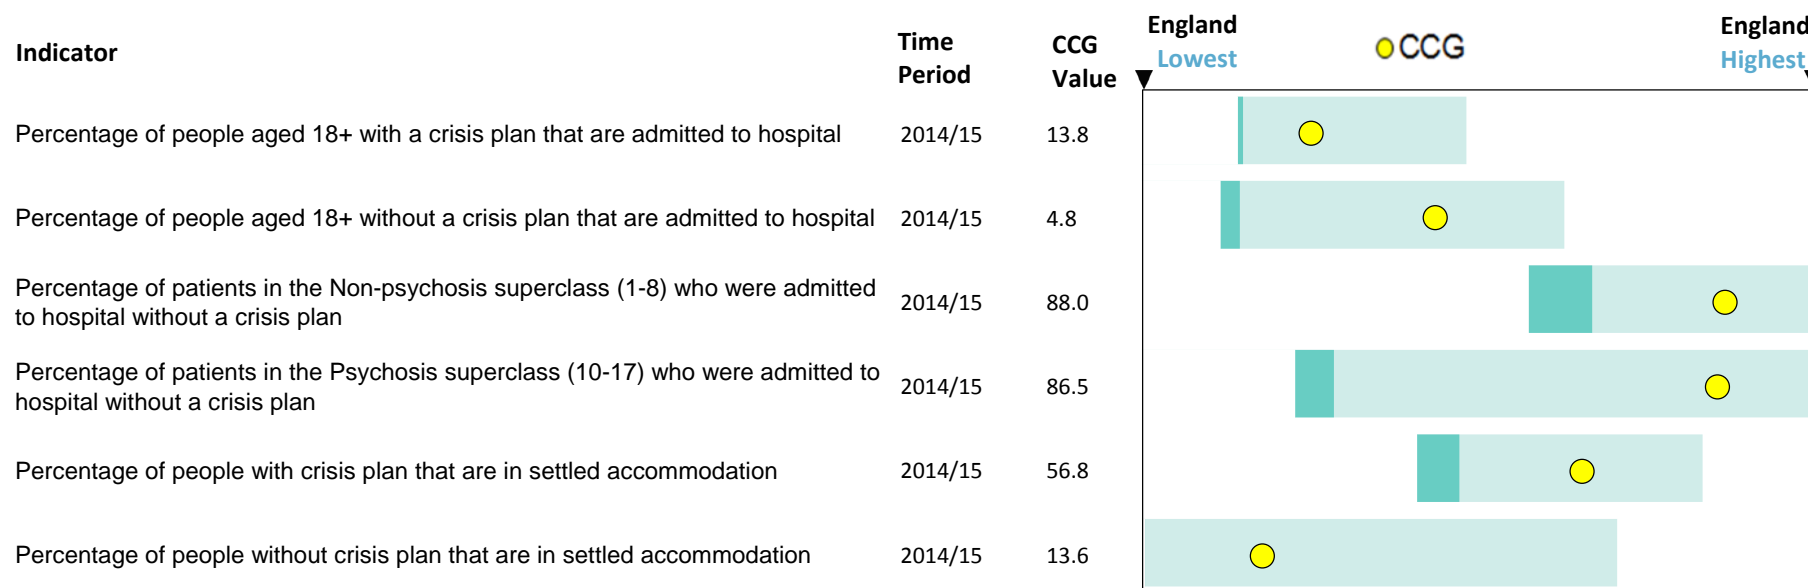 Indicator
Time Period
CCG Value
England Lowest
CCG
England Highest
Percentage of people aged 18+ with a crisis plan that are admitted to hospital 2014/15 13.8
Percentage of people aged 18+ without a crisis plan that are admitted to hospital 2014/15 4.8
Percentage of patients in the Non-psychosis superclass (1-8) who were admitted
to hospital without a crisis plan
2014/15 88.0
Percentage of patients in the Psychosis superclass (10-17) who were admitted to
hospital without a crisis plan
2014/15 86.5
Percentage of people with crisis plan that are in settled accommodation 2014/15 56.8
Percentage of people without crisis plan that are in settled accommodation 2014/15 13.6